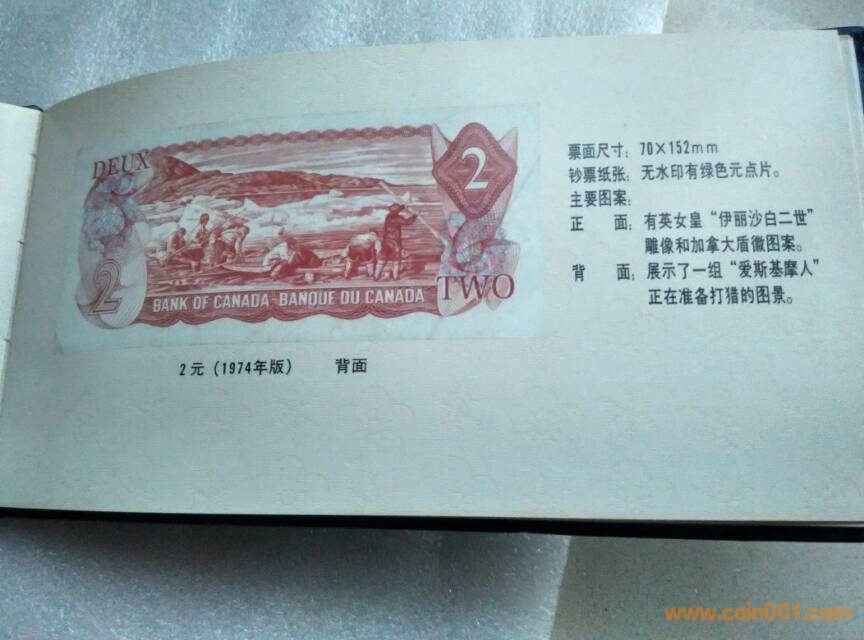 DEUX
2
2
BANK OF CANADA-BANQUE DU CANADA
TWO
2元(1974年版) 背面
票面尺寸: 70×152mm
钞票纸张: 无水印有绿色元点片。
主要图案:
正 面: 有英女皇“伊丽沙白二世”
雕像和加拿大盾微图案。
背 面: 展示了一组“爱斯基摩人”
正在准备打猎的图景。
www.coin001.com